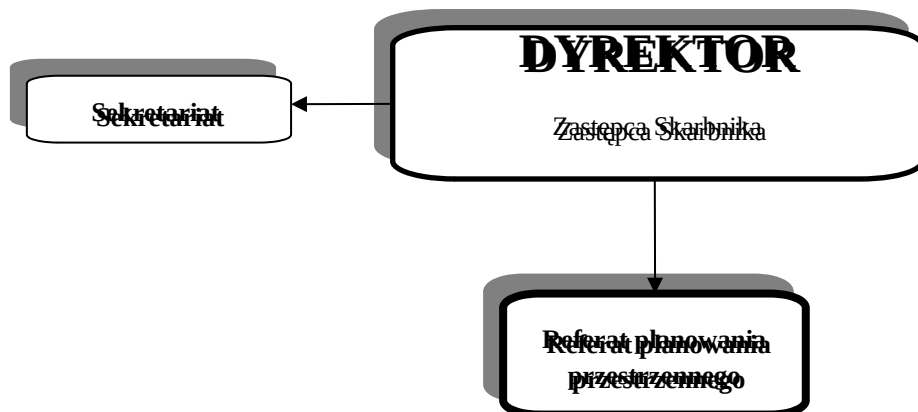 DYREKTOR
Zastępca Skarbnika
Sekretariat
Referat planowania
przestrzennego